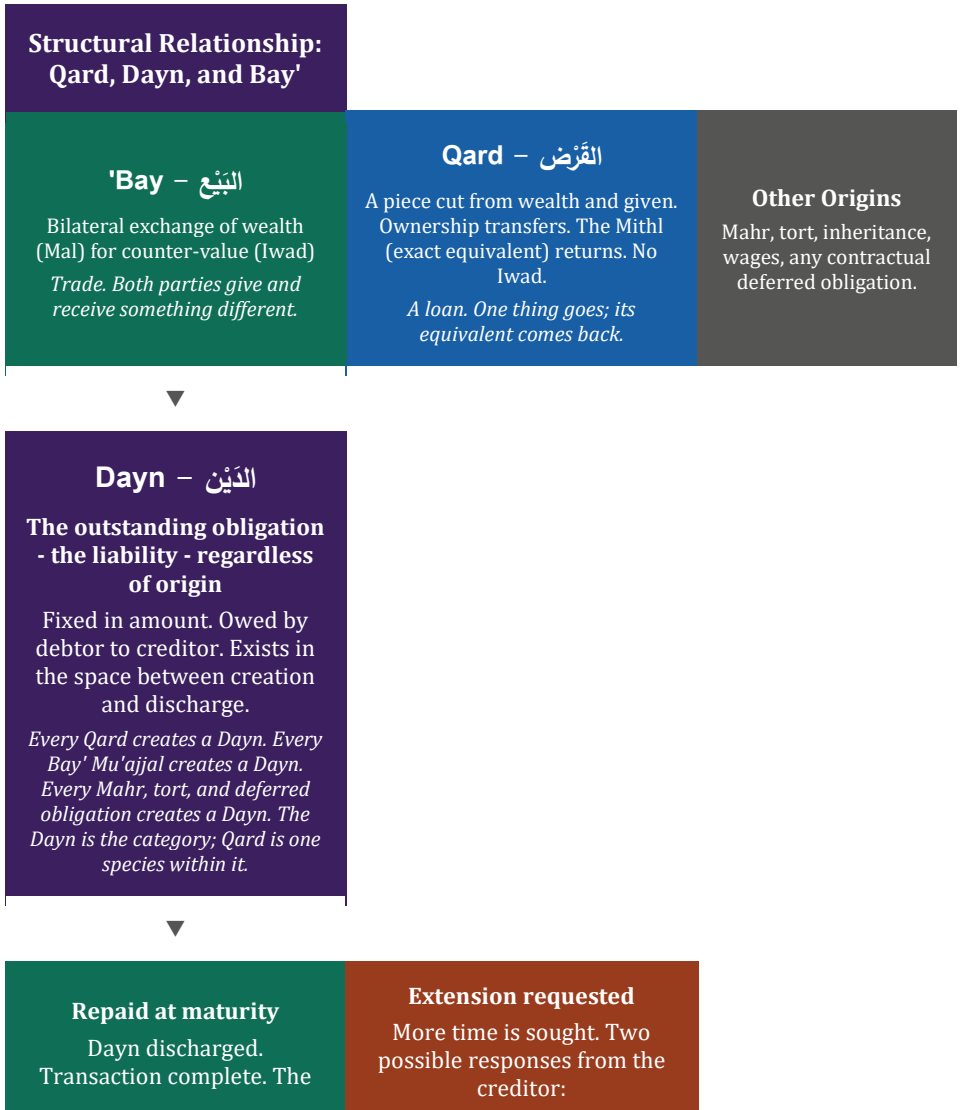 Structural Relationship:
Qard, Dayn, and Bay'
'Bay – البَيْع
Bilateral exchange of wealth
(Mal) for counter-value (Iwad)
Trade. Both parties give and
receive something different.
Qard – القَرْض
A piece cut from wealth and given.
Ownership transfers. The Mithl
(exact equivalent) returns. No
Iwad.
A loan. One thing goes; its
equivalent comes back.
Other Origins
Mahr, tort, inheritance,
wages, any contractual
deferred obligation.
Dayn – الدَيْن
The outstanding obligation
- the liability - regardless
of origin
Fixed in amount. Owed by
debtor to creditor. Exists in
the space between creation
and discharge.
Every Qard creates a Dayn. Every
Bay' Mu'ajjal creates a Dayn.
Every Mahr, tort, and deferred
obligation creates a Dayn. The
Dayn is the category; Qard is one
species within it.
Repaid at maturity
Dayn discharged.
Transaction complete. The
Extension requested
More time is sought. Two
possible responses from the
creditor: